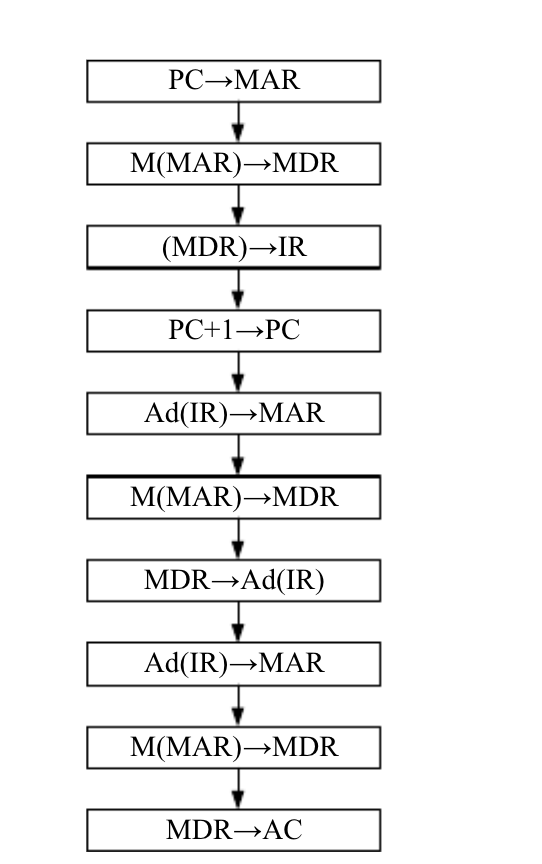 PC→MAR
M(MAR)→MDR
(MDR)→IR
PC+1→PC
Ad(IR)→MAR
M(MAR)→MDR
MDR→Ad(IR)
Ad(IR)→MAR
M(MAR)→MDR
MDR→AC